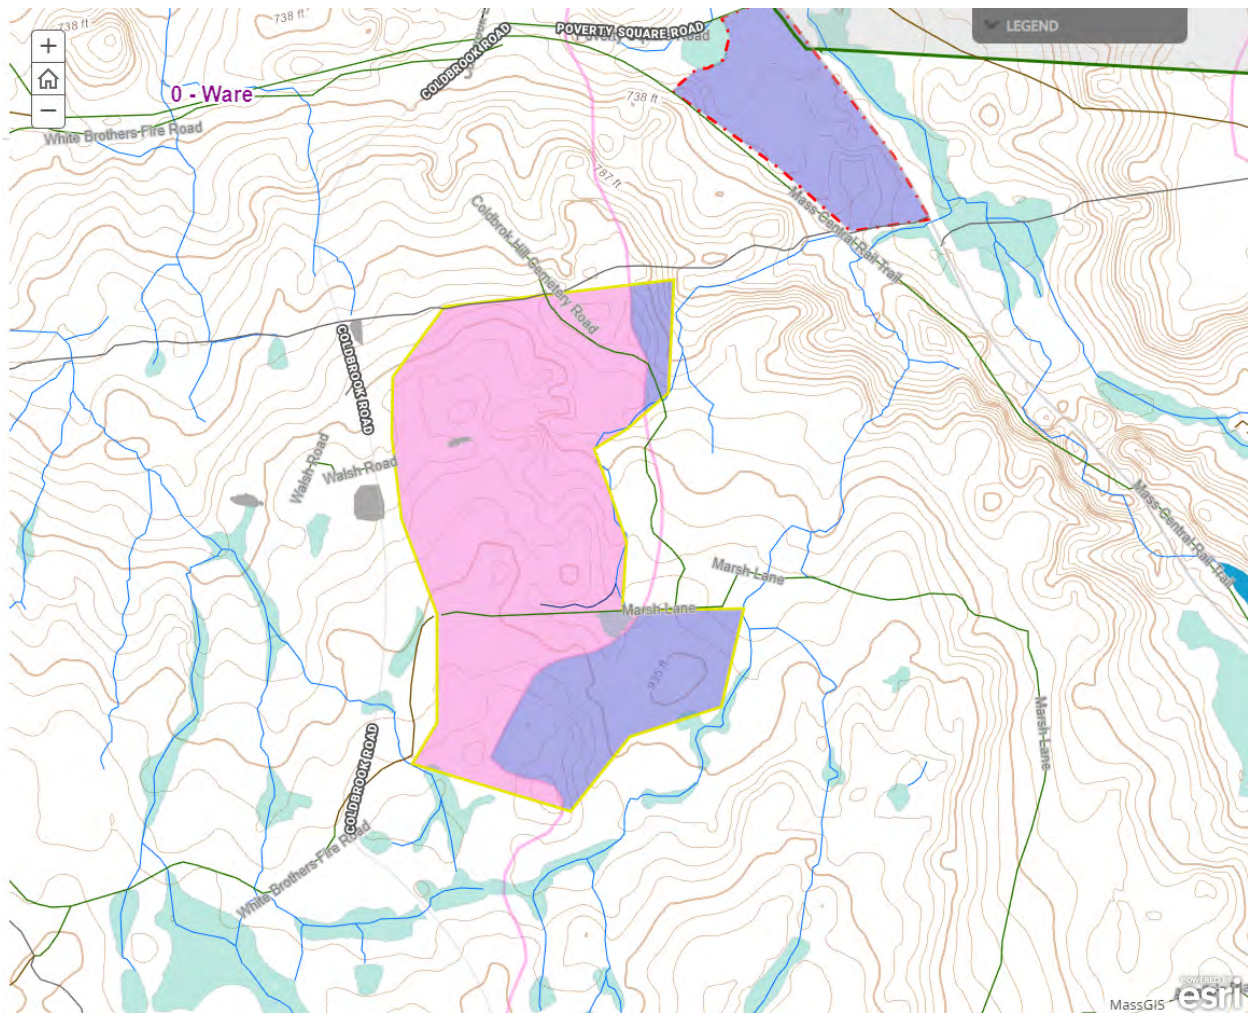 738 ft
738 ft
POVERTY SQUARE ROAD
LEGEND
+
−
COLDBROOK ROAD
0 - Ware
738 ft
White Brothers Fire Road
787 ft
Mass Central Rail Trail
Coldbrok Hill Cemetery Road
COLDBROOK ROAD
Walsh Road
Walsh Road
Mass Central Rail Trail
Marsh Lane
Marsh Lane
935 ft
Marsh Lane
COLDBROOK ROAD
White Brothers Fire Road
POWERED BY
esri
MassGIS